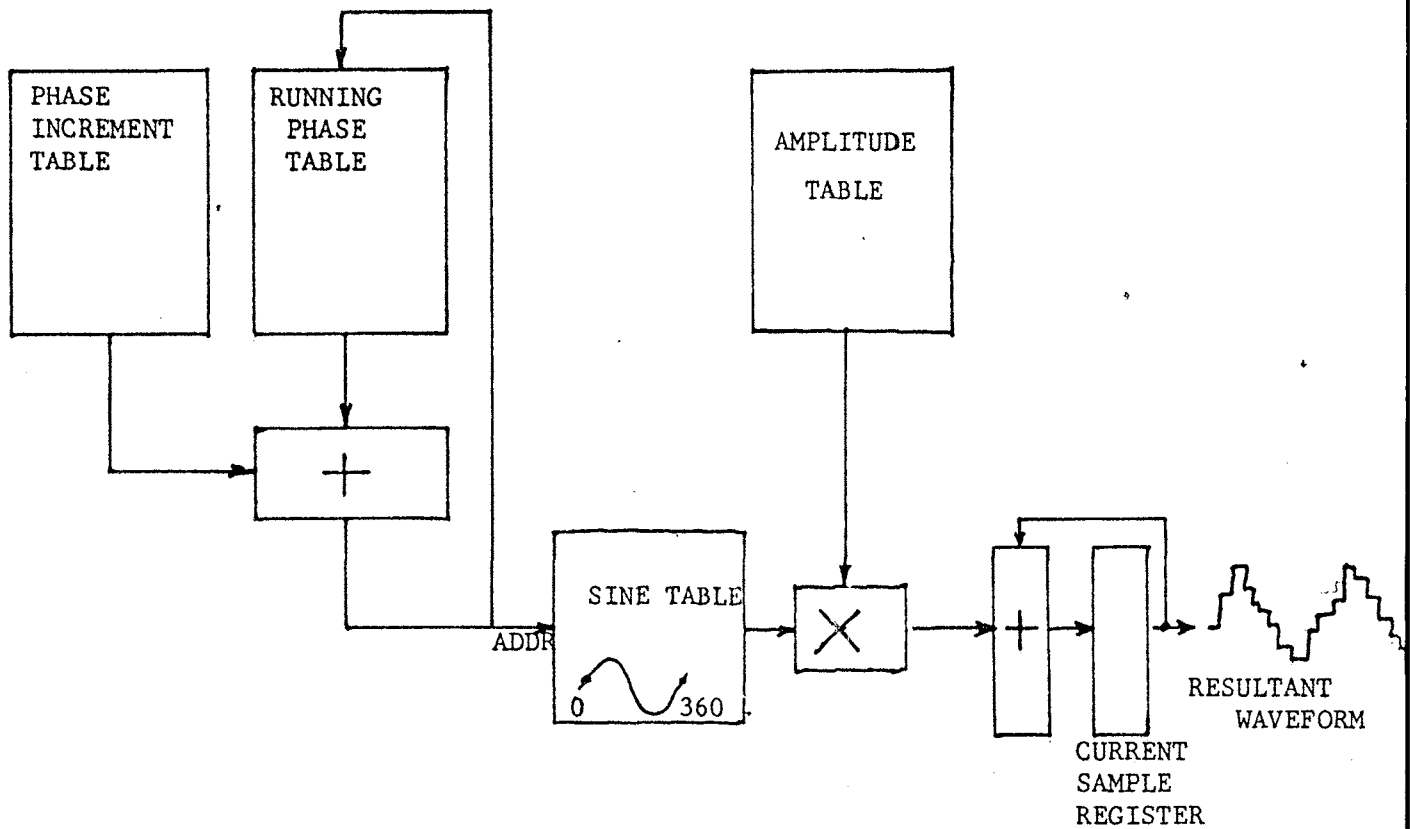 PHASE
INCREMENT
TABLE
RUNNING
PHASE
TABLE
AMPLITUDE
TABLE
+
SINE TABLE
ADDR
0 360
×
+
RESULTANT
WAVEFORM
CURRENT
SAMPLE
REGISTER